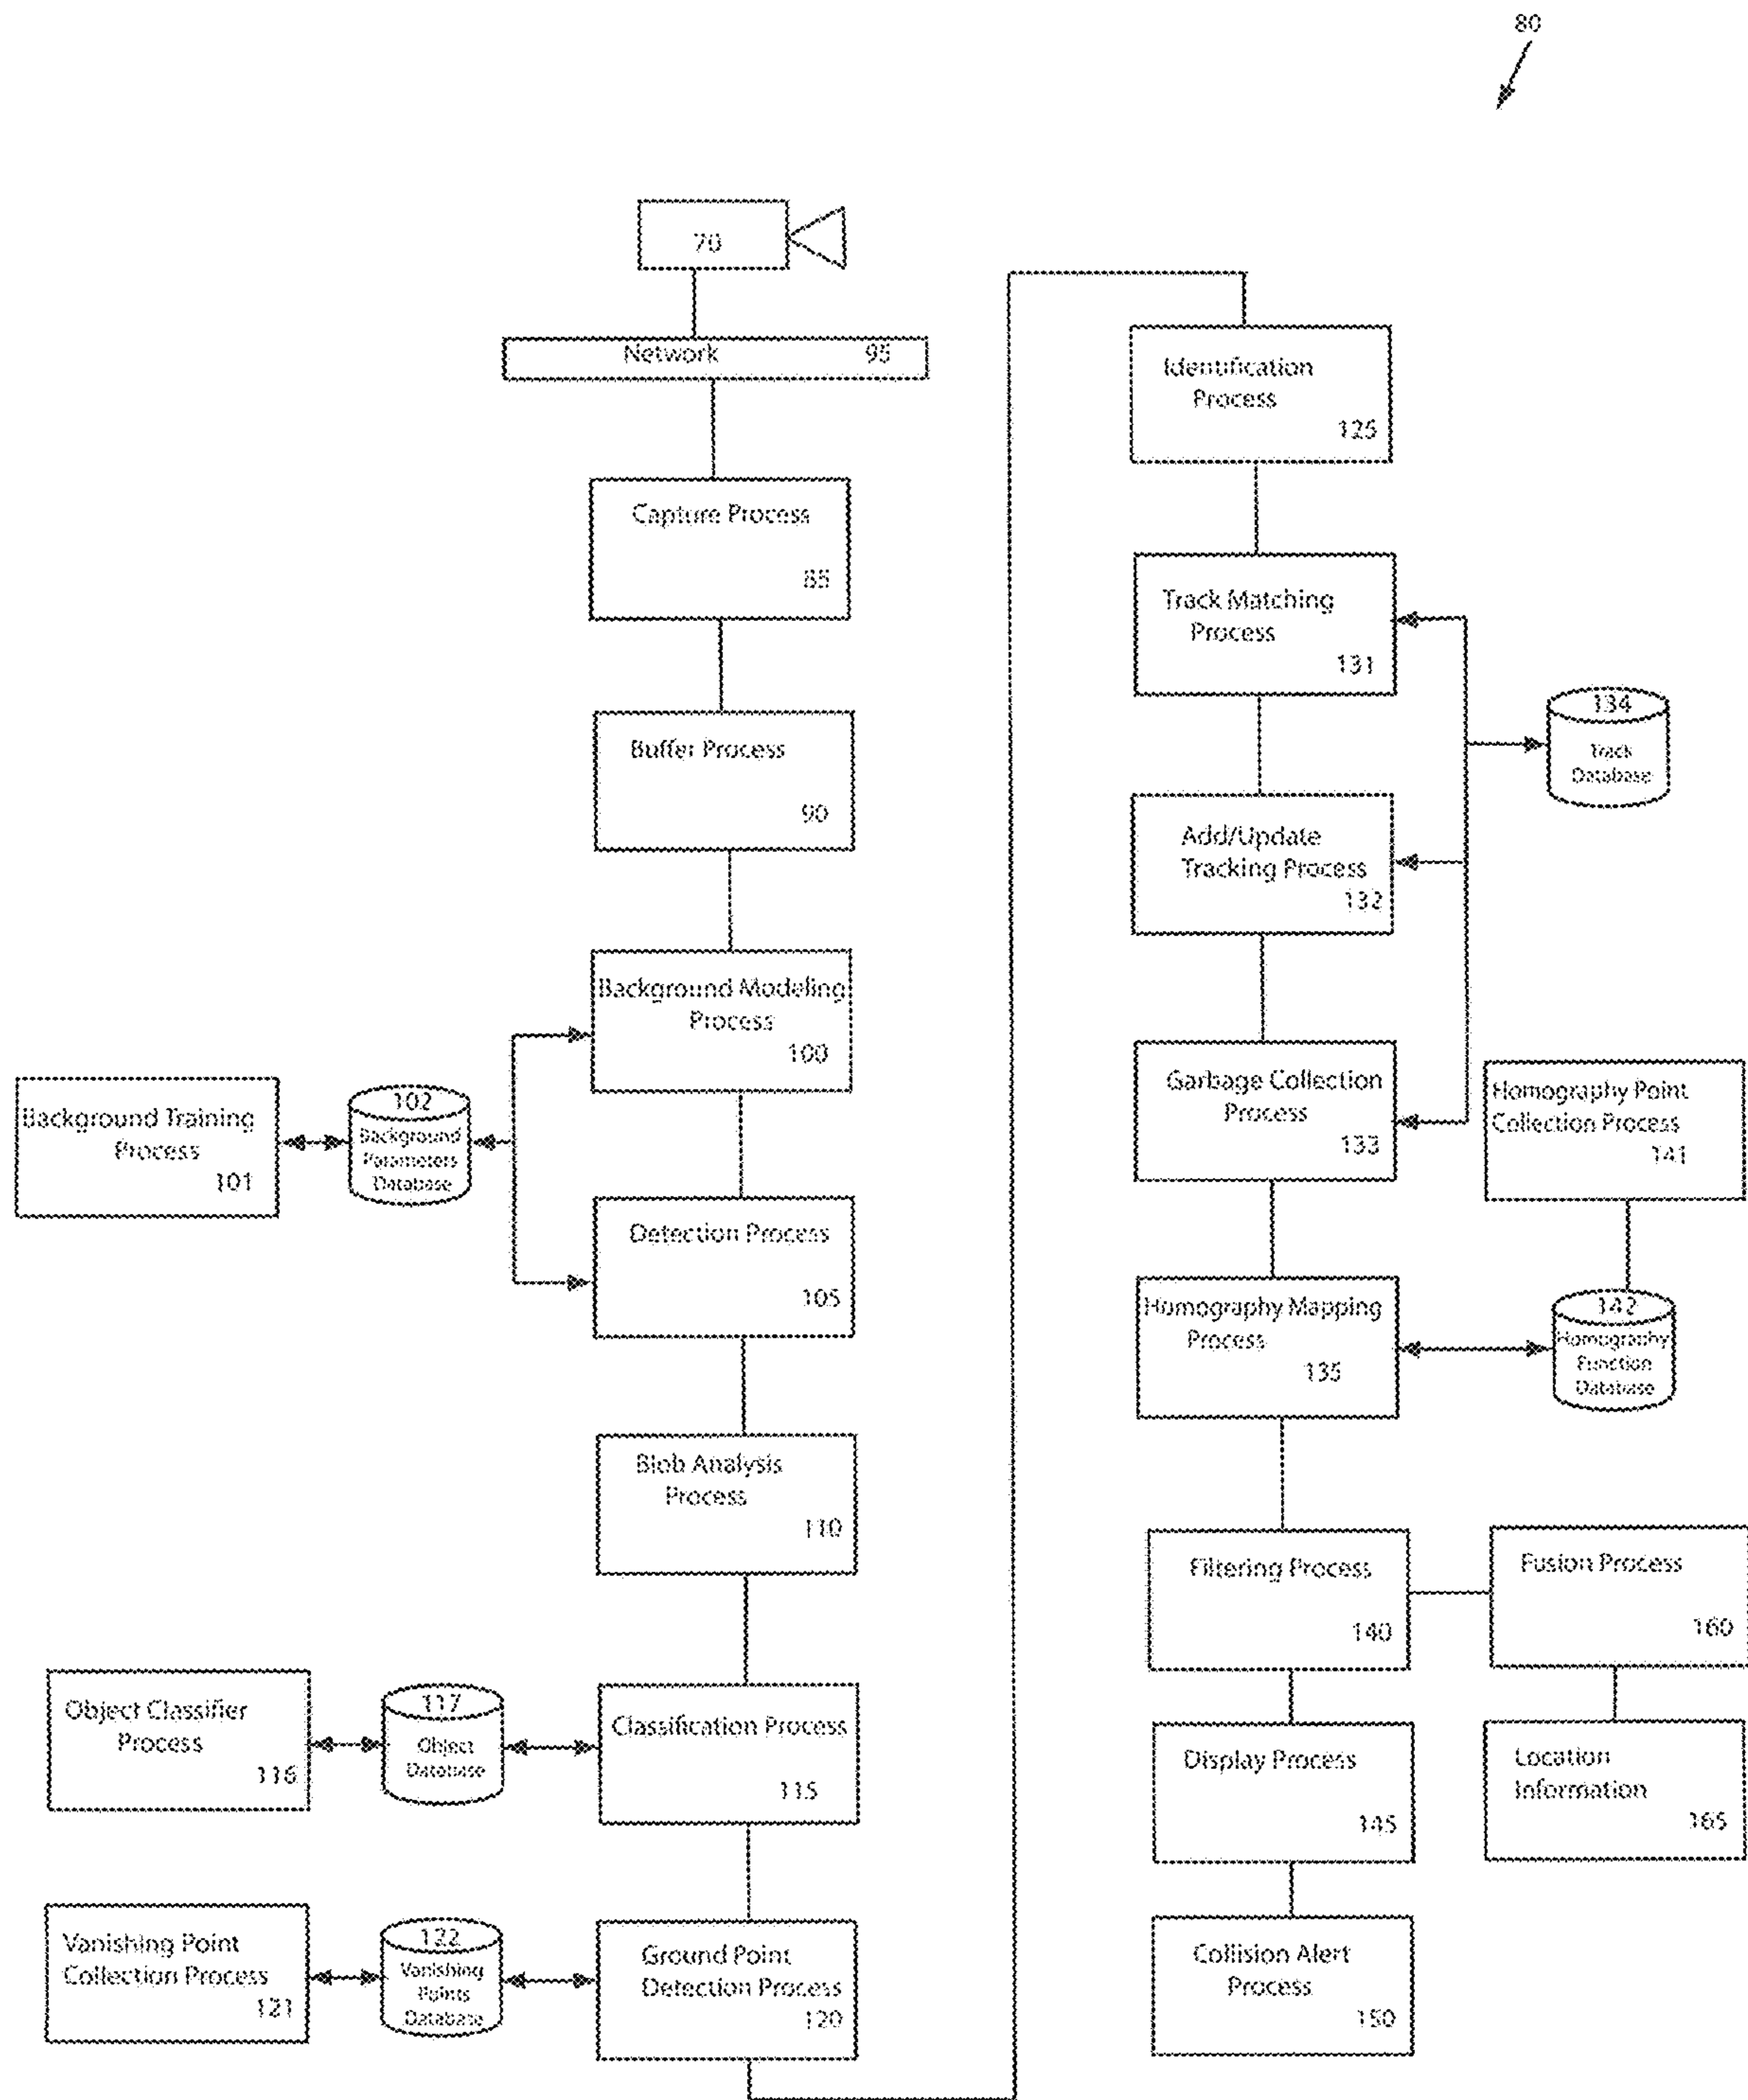 80
70
Network 95
Capture Process
85
Buffer Process
90
Background Modeling
Process
100
Background Training
Process
101
102
Background
Parameters
Database
Detection Process
105
Blob Analysis
Process
110
Object Classifier
Process
116
117
Object
Database
Classification Process
115
Vanishing Point
Collection Process
121
122
Vanishing
Points
Database
Ground Point
Detection Process
120
Identification
Process
125
Track Matching
Process
131
134
Track
Database
Add/Update
Tracking Process
132
Garbage Collection
Process
133
Homography Point
Collection Process
141
Homography Mapping
Process
135
142
Homography
Function
Database
Filtering Process
140
Fusion Process
160
Display Process
145
Location
Information
165
Collision Alert
Process
150